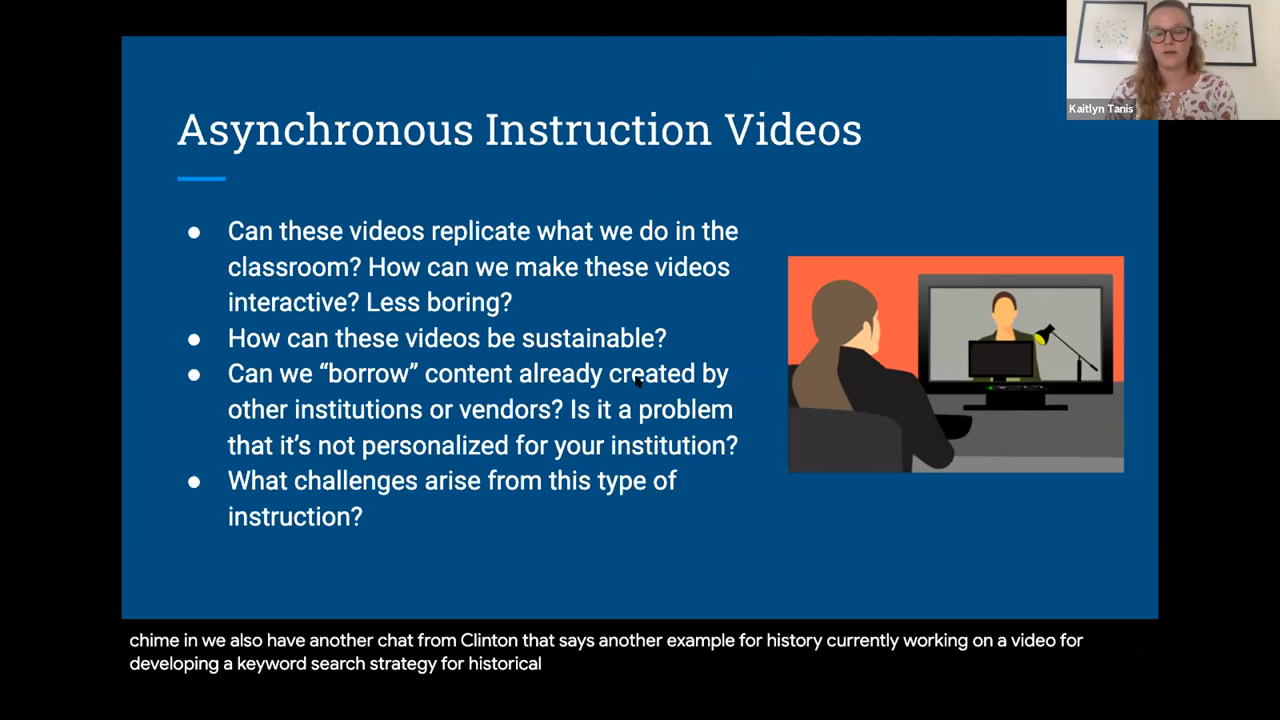 Kaitlyn Tanis
Asynchronous Instruction Videos
● Can these videos replicate what we do in the
classroom? How can we make these videos
interactive? Less boring?
● How can these videos be sustainable?
● Can we “borrow” content already created by
other institutions or vendors? Is it a problem
that it’s not personalized for your institution?
● What challenges arise from this type of
instruction?
chime in we also have another chat from Clinton that says another example for history currently working on a video for
developing a keyword search strategy for historical